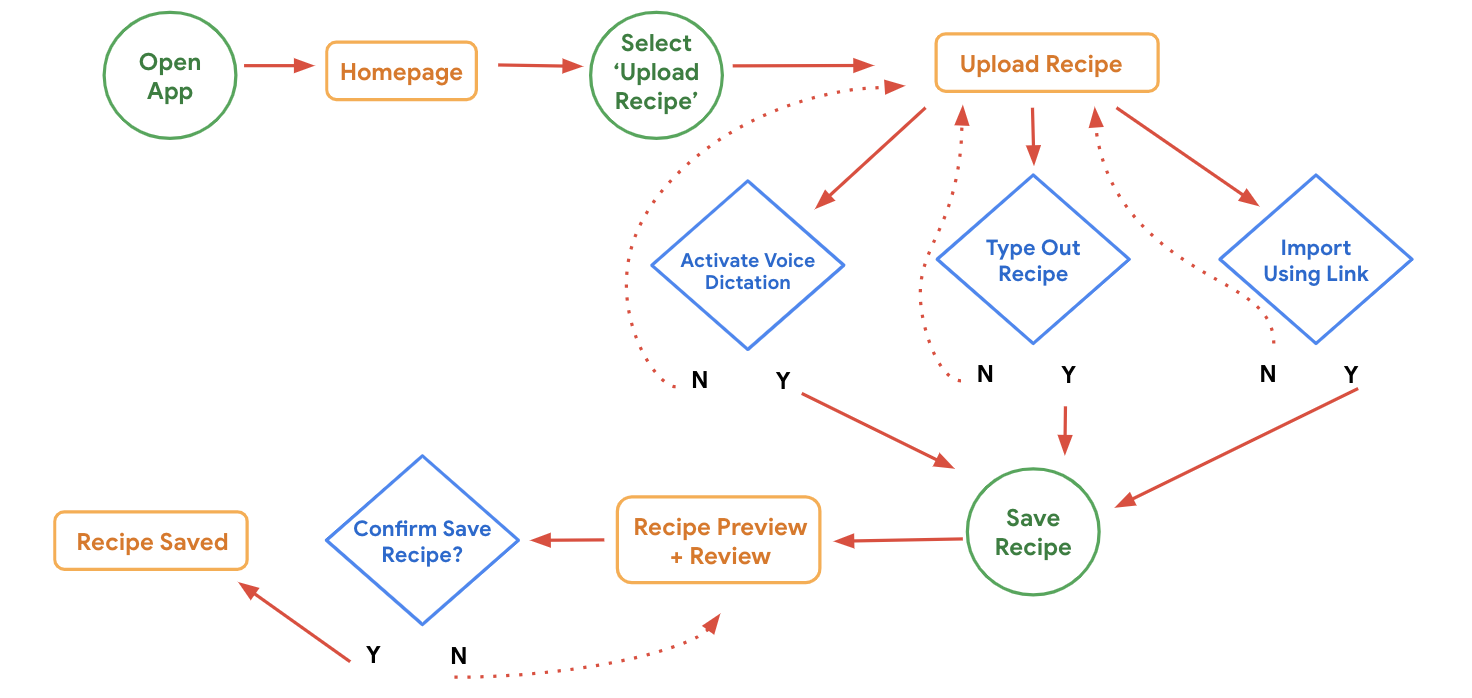 Open
App
Homepage
Select
‘Upload
Recipe’
Upload Recipe
Activate Voice
Dictation
Type Out
Recipe
Import
Using Link
N
Y
N
Y
N
Y
Recipe Saved
Confirm Save
Recipe?
Recipe Preview
+ Review
Save
Recipe
Y
N